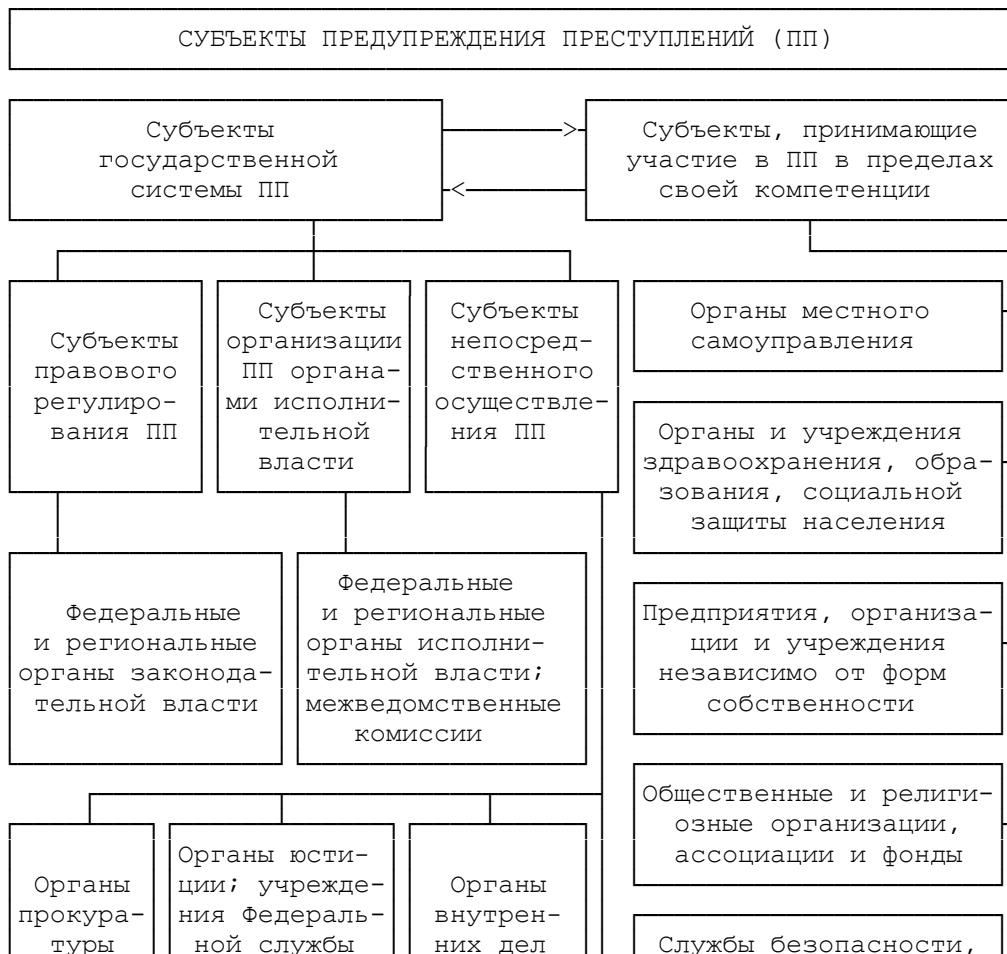 СУБЪЕКТЫ ПРЕДУПРЕЖДЕНИЯ ПРЕСТУПЛЕНИЙ (ПП)
Субъекты
государственной
системы ПП
>
<
Субъекты, принимающие
участие в ПП в пределах
своей компетенции
Субъекты
правового
регулиро-
вания ПП
Субъекты
организации
ПП органа-
ми исполни-
тельной
власти
Субъекты
непосред-
ственного
осуществле-
ния ПП
Органы местного
самоуправления
Органы и учреждения
здравоохранения, обра-
зования, социальной
защиты населения
Федеральные
и региональные
органы законода-
тельной власти
Федеральные
и региональные
органы исполни-
тельной власти;
межведомственные
комиссии
Предприятия, организа-
ции и учреждения
независимо от форм
собственности
Общественные и религи-
озные организации,
ассоциации и фонды
Органы
прокура-
туры
Органы юсти-
ции; учрежде-
ния Федераль-
ной службы
Органы
внутрен-
них дел
Службы безопасности,